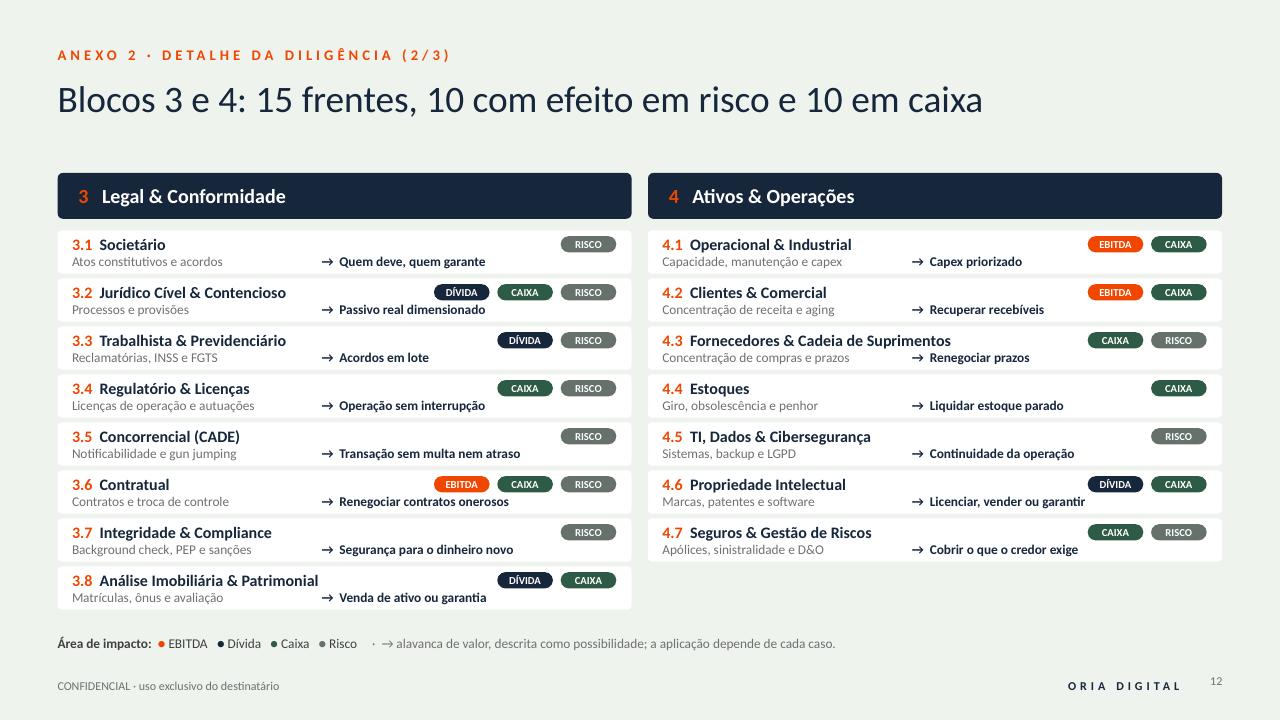 ANEXO 2 · DETALHE DA DILIGÊNCIA (2/3)
Blocos 3 e 4: 15 frentes, 10 com efeito em risco e 10 em caixa
3 Legal & Conformidade
3.1 Societário RISCO
Atos constitutivos e acordos → Quem deve, quem garante
3.2 Jurídico Cível & Contencioso DÍVIDA CAIXA RISCO
Processos e provisões → Passivo real dimensionado
3.3 Trabalhista & Previdenciário DÍVIDA RISCO
Reclamatórias, INSS e FGTS → Acordos em lote
3.4 Regulatório & Licenças CAIXA RISCO
Licenças de operação e autuações → Operação sem interrupção
3.5 Concorrencial (CADE) RISCO
Notificabilidade e gun jumping → Transação sem multa nem atraso
3.6 Contratual EBITDA CAIXA RISCO
Contratos e troca de controle → Renegociar contratos onerosos
3.7 Integridade & Compliance RISCO
Background check, PEP e sanções → Segurança para o dinheiro novo
3.8 Análise Imobiliária & Patrimonial DÍVIDA CAIXA
Matrículas, ônus e avaliação → Venda de ativo ou garantia
4 Ativos & Operações
4.1 Operacional & Industrial EBITDA CAIXA
Capacidade, manutenção e capex → Capex priorizado
4.2 Clientes & Comercial EBITDA CAIXA
Concentração de receita e aging → Recuperar recebíveis
4.3 Fornecedores & Cadeia de Suprimentos CAIXA RISCO
Concentração de compras e prazos → Renegociar prazos
4.4 Estoques CAIXA
Giro, obsolescência e penhor → Liquidar estoque parado
4.5 TI, Dados & Cibersegurança RISCO
Sistemas, backup e LGPD → Continuidade da operação
4.6 Propriedade Intelectual DÍVIDA CAIXA
Marcas, patentes e software → Licenciar, vender ou garantir
4.7 Seguros & Gestão de Riscos CAIXA RISCO
Apólices, sinistralidade e D&O → Cobrir o que o credor exige
Área de impacto: ● EBITDA ● Dívida ● Caixa ● Risco · → alavanca de valor, descrita como possibilidade; a aplicação depende de cada caso.
CONFIDENCIAL · uso exclusivo do destinatário
ORIA DIGITAL 12